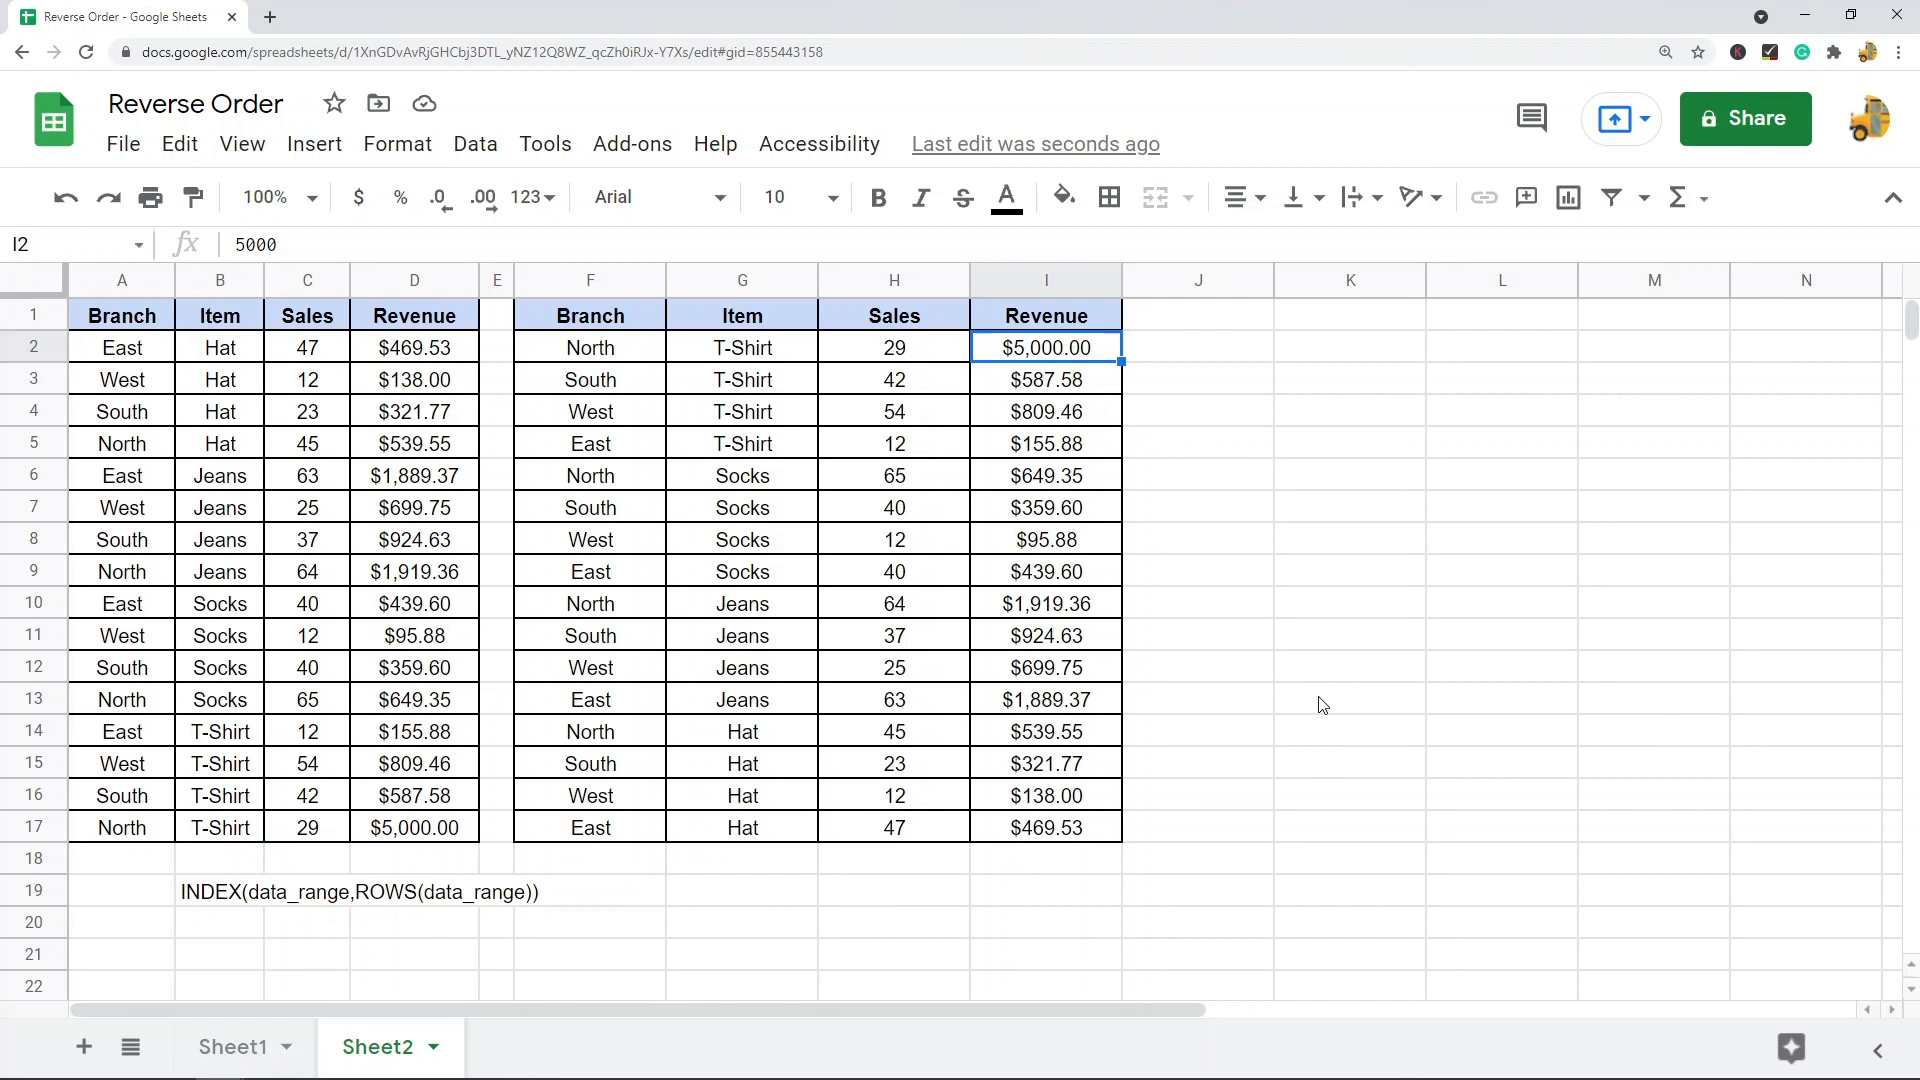 Reverse Order - Google Sheets
docs.google.com/spreadsheets/d/1XnGDvAvRjGHCbj3DTL_yNZ12Q8WZ_qcZh0iRJx-Y7Xs/edit#gid=855443158
Reverse Order
Share
File Edit View Insert Format Data Tools Add-ons Help Accessibility Last edit was seconds ago
100% $ % .0 .00 123 Arial 10 B I S A Σ
I2 fx 5000
A B C D E F G H I J K L M N
1 Branch Item Sales Revenue Branch Item Sales Revenue
2 East Hat 47 $469.53 North T-Shirt 29 $5,000.00
3 West Hat 12 $138.00 South T-Shirt 42 $587.58
4 South Hat 23 $321.77 West T-Shirt 54 $809.46
5 North Hat 45 $539.55 East T-Shirt 12 $155.88
6 East Jeans 63 $1,889.37 North Socks 65 $649.35
7 West Jeans 25 $699.75 South Socks 40 $359.60
8 South Jeans 37 $924.63 West Socks 12 $95.88
9 North Jeans 64 $1,919.36 East Socks 40 $439.60
10 East Socks 40 $439.60 North Jeans 64 $1,919.36
11 West Socks 12 $95.88 South Jeans 37 $924.63
12 South Socks 40 $359.60 West Jeans 25 $699.75
13 North Socks 65 $649.35 East Jeans 63 $1,889.37
14 East T-Shirt 12 $155.88 North Hat 45 $539.55
15 West T-Shirt 54 $809.46 South Hat 23 $321.77
16 South T-Shirt 42 $587.58 West Hat 12 $138.00
17 North T-Shirt 29 $5,000.00 East Hat 47 $469.53
18
19 INDEX(data_range,ROWS(data_range))
20
21
22
Sheet1 Sheet2